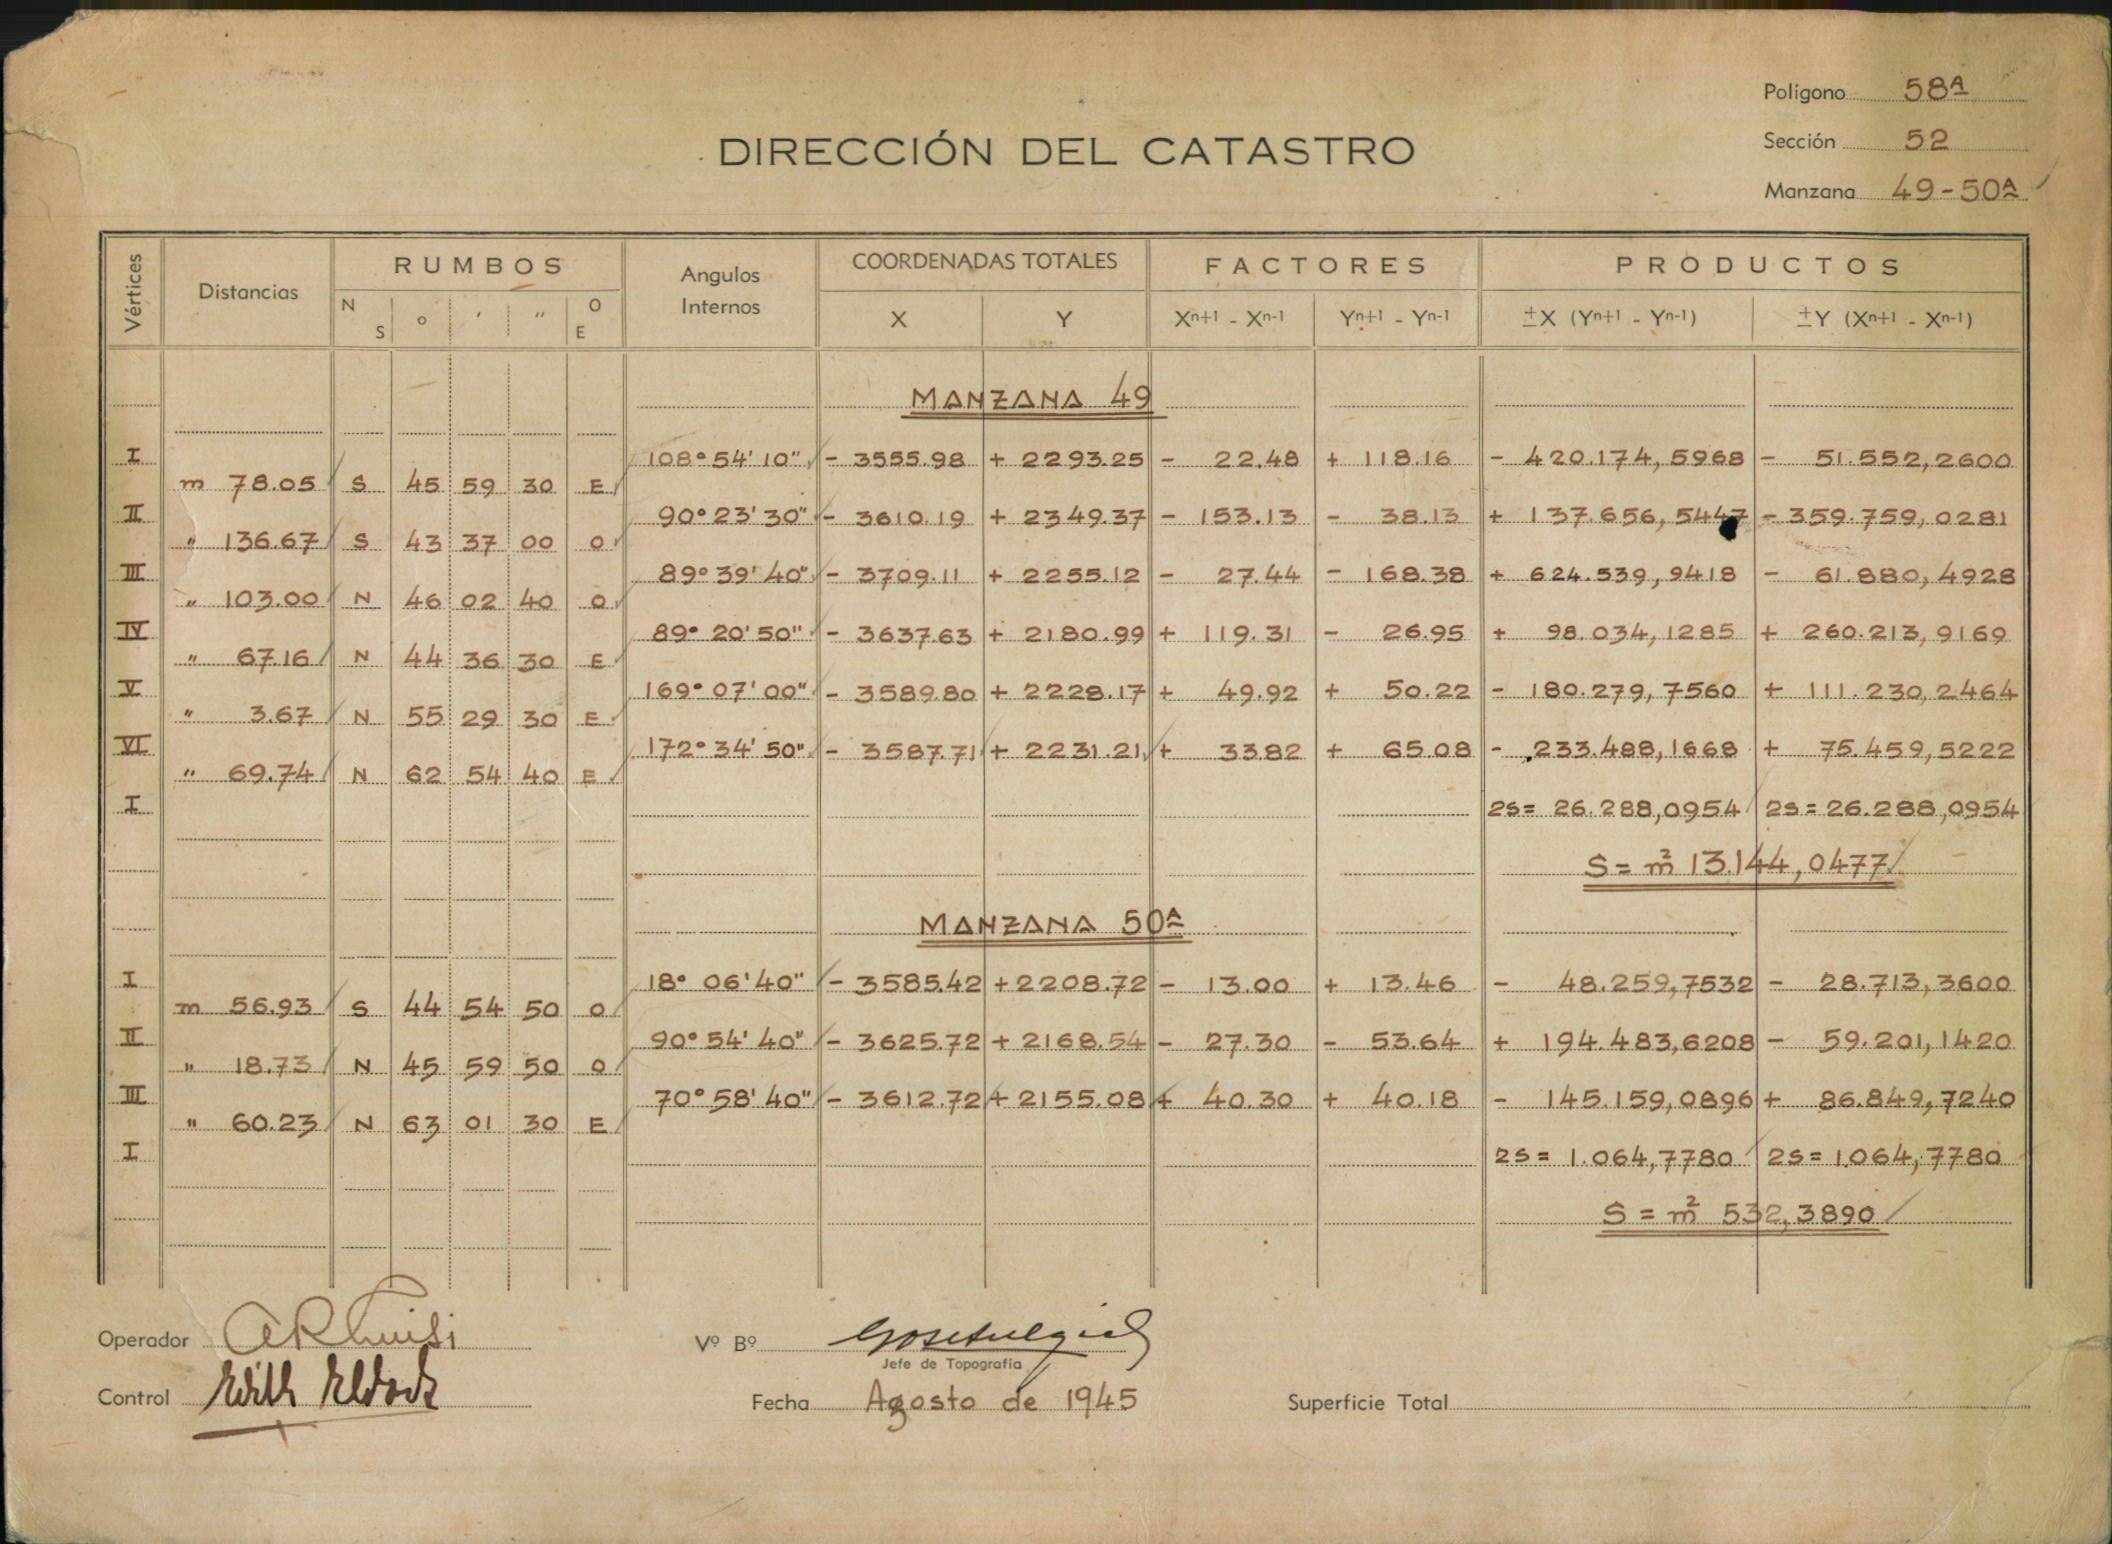 Polígono 58A
Sección 52
Manzana 49-50A
DIRECCIÓN DEL CATASTRO
Vértices Distancias RUMBOS Angulos Internos COORDENADAS TOTALES FACTORES PRODUCTOS
N S ° ' " O E X Y Xn+1 - Xn-1 Yn+1 - Yn-1 ±X (Yn+1 - Yn-1) ±Y (Xn+1 - Xn-1)
MANZANA 49
I 108°54'10" - 3555.98 + 2293.25 - 22.48 + 118.16 - 420.174,5968 - 51.552,2600
m 78.05 S 45 59 30 E
II 90°23'30" - 3610.19 + 2349.37 - 153.13 - 38.13 + 137.656,5447 - 359.759,0281
" 136.67 S 43 37 00 O
III 89°39'40" - 3709.11 + 2255.12 - 27.44 - 168.38 + 624.539,9418 - 61.880,4928
" 103.00 N 46 02 40 O
IV 89°20'50" - 3637.63 + 2180.99 + 119.31 - 26.95 + 98.034,1285 + 260.213,9169
" 67.16 N 44 36 30 E
V 169°07'00" - 3589.80 + 2228.17 + 49.92 + 50.22 - 180.279,7560 + 111.230,2464
" 3.67 N 55 29 30 E
VI 172°34'50" - 3587.71 + 2231.21 + 33.82 + 65.08 - 233.488,1668 + 75.459,5222
" 69.74 N 62 54 40 E
I 2s = 26.288,0954 2s = 26.288,0954
S = m² 13.144,0477
MANZANA 50A
I 18°06'40" - 3585.42 + 2208.72 - 13.00 + 13.46 - 48.259,7532 - 28.713,3600
m 56.93 S 44 54 50 O
II 90°54'40" - 3625.72 + 2168.54 - 27.30 - 53.64 + 194.483,6208 - 59.201,1420
" 18.73 N 45 59 50 O
III 70°58'40" - 3612.72 + 2155.08 + 40.30 + 40.18 - 145.159,0896 + 86.849,7240
" 60.23 N 63 01 30 E
I 2s = 1.064,7780 2s = 1.064,7780
S = m² 532,3890
Operador Vº Bº
Jefe de Topografía
Control Fecha Agosto de 1945 Superficie Total